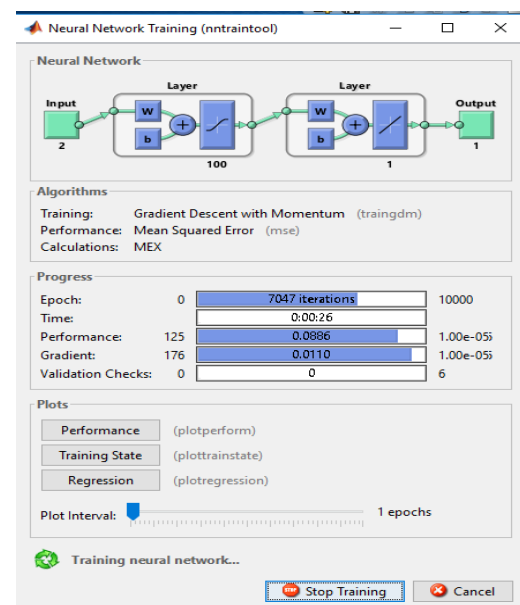 Neural Network Training (nntraintool)
Neural Network
Layer Layer
Input W W Output
+ +
b b
2 1
100 1
Algorithms
Training: Gradient Descent with Momentum (traingdm)
Performance: Mean Squared Error (mse)
Calculations: MEX
Progress
Epoch: 0 7047 iterations 10000
Time: 0:00:26
Performance: 125 0.0886 1.00e-05
Gradient: 176 0.0110 1.00e-05
Validation Checks: 0 0 6
Plots
Performance (plotperform)
Training State (plottrainstate)
Regression (plotregression)
Plot Interval: 1 epochs
Training neural network...
STOP Stop Training Cancel